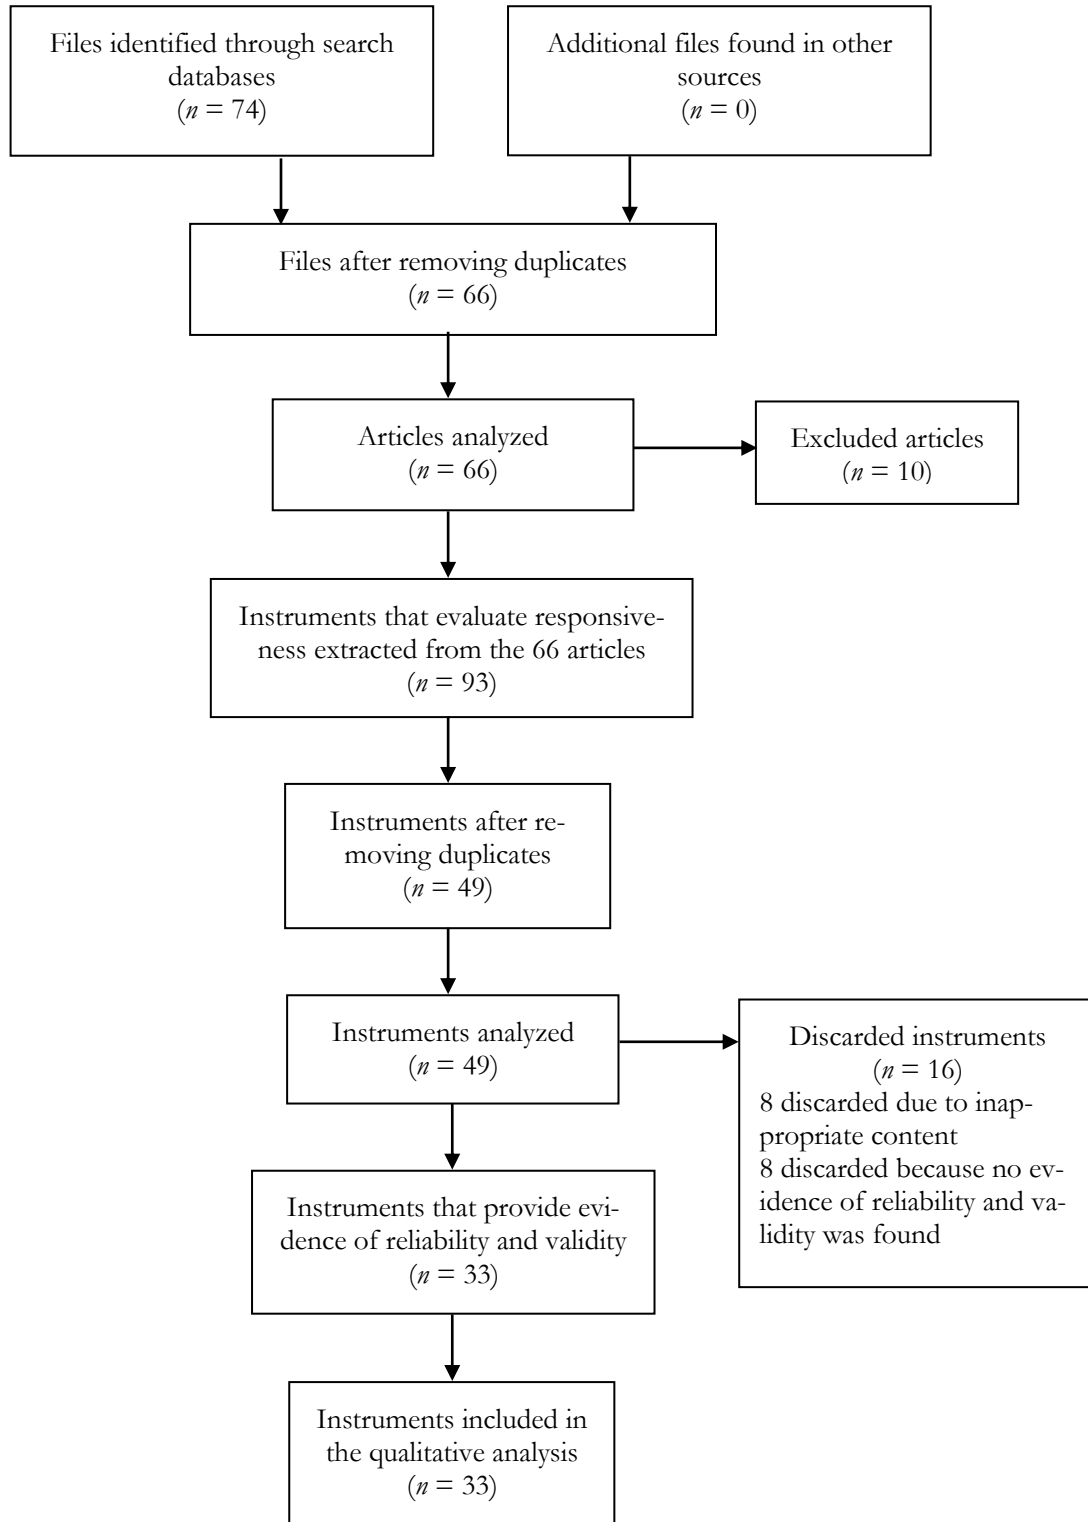 Files identified through search
databases
(n = 74)
Additional files found in other
sources
(n = 0)
Files after removing duplicates
(n = 66)
Articles analyzed
(n = 66)
Excluded articles
(n = 10)
Instruments that evaluate responsive-
ness extracted from the 66 articles
(n = 93)
Instruments after re-
moving duplicates
(n = 49)
Instruments analyzed
(n = 49)
Discarded instruments
(n = 16)
8 discarded due to inap-
propriate content
8 discarded because no ev-
idence of reliability and va-
lidity was found
Instruments that provide evi-
dence of reliability and validity
(n = 33)
Instruments included in
the qualitative analysis
(n = 33)